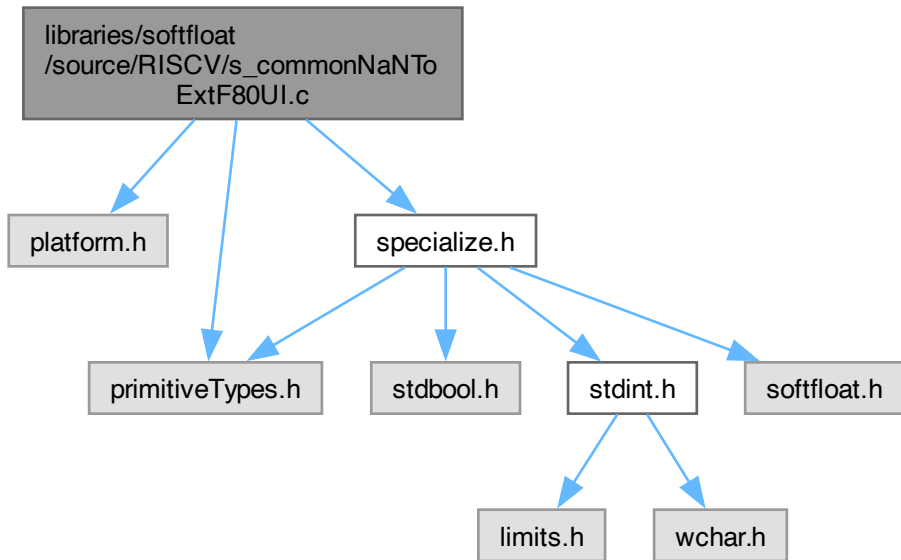 libraries/softfloat
/source/RISCV/s_commonNaNTo
ExtF80UI.c
platform.h
specialize.h
primitiveTypes.h
stdbool.h
stdint.h
softfloat.h
limits.h
wchar.h